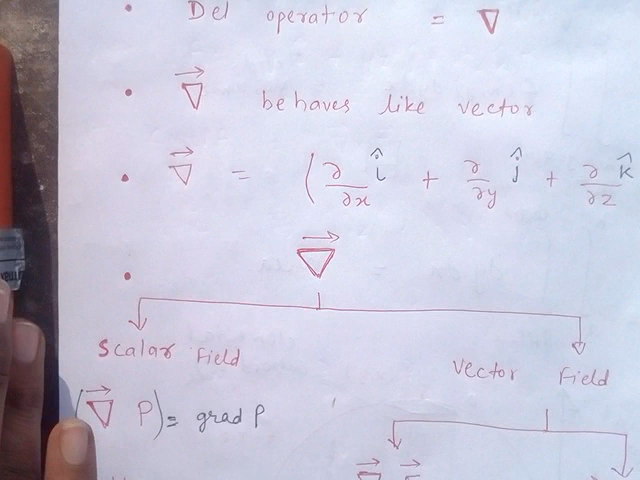 • Del operator = ∇
• ∇⃗ behaves like vector
• ∇⃗ = (∂/∂x î + ∂/∂y ĵ + ∂/∂z k̂
• ∇⃗
Scalar Field
Vector Field
(∇⃗ P) = grad P